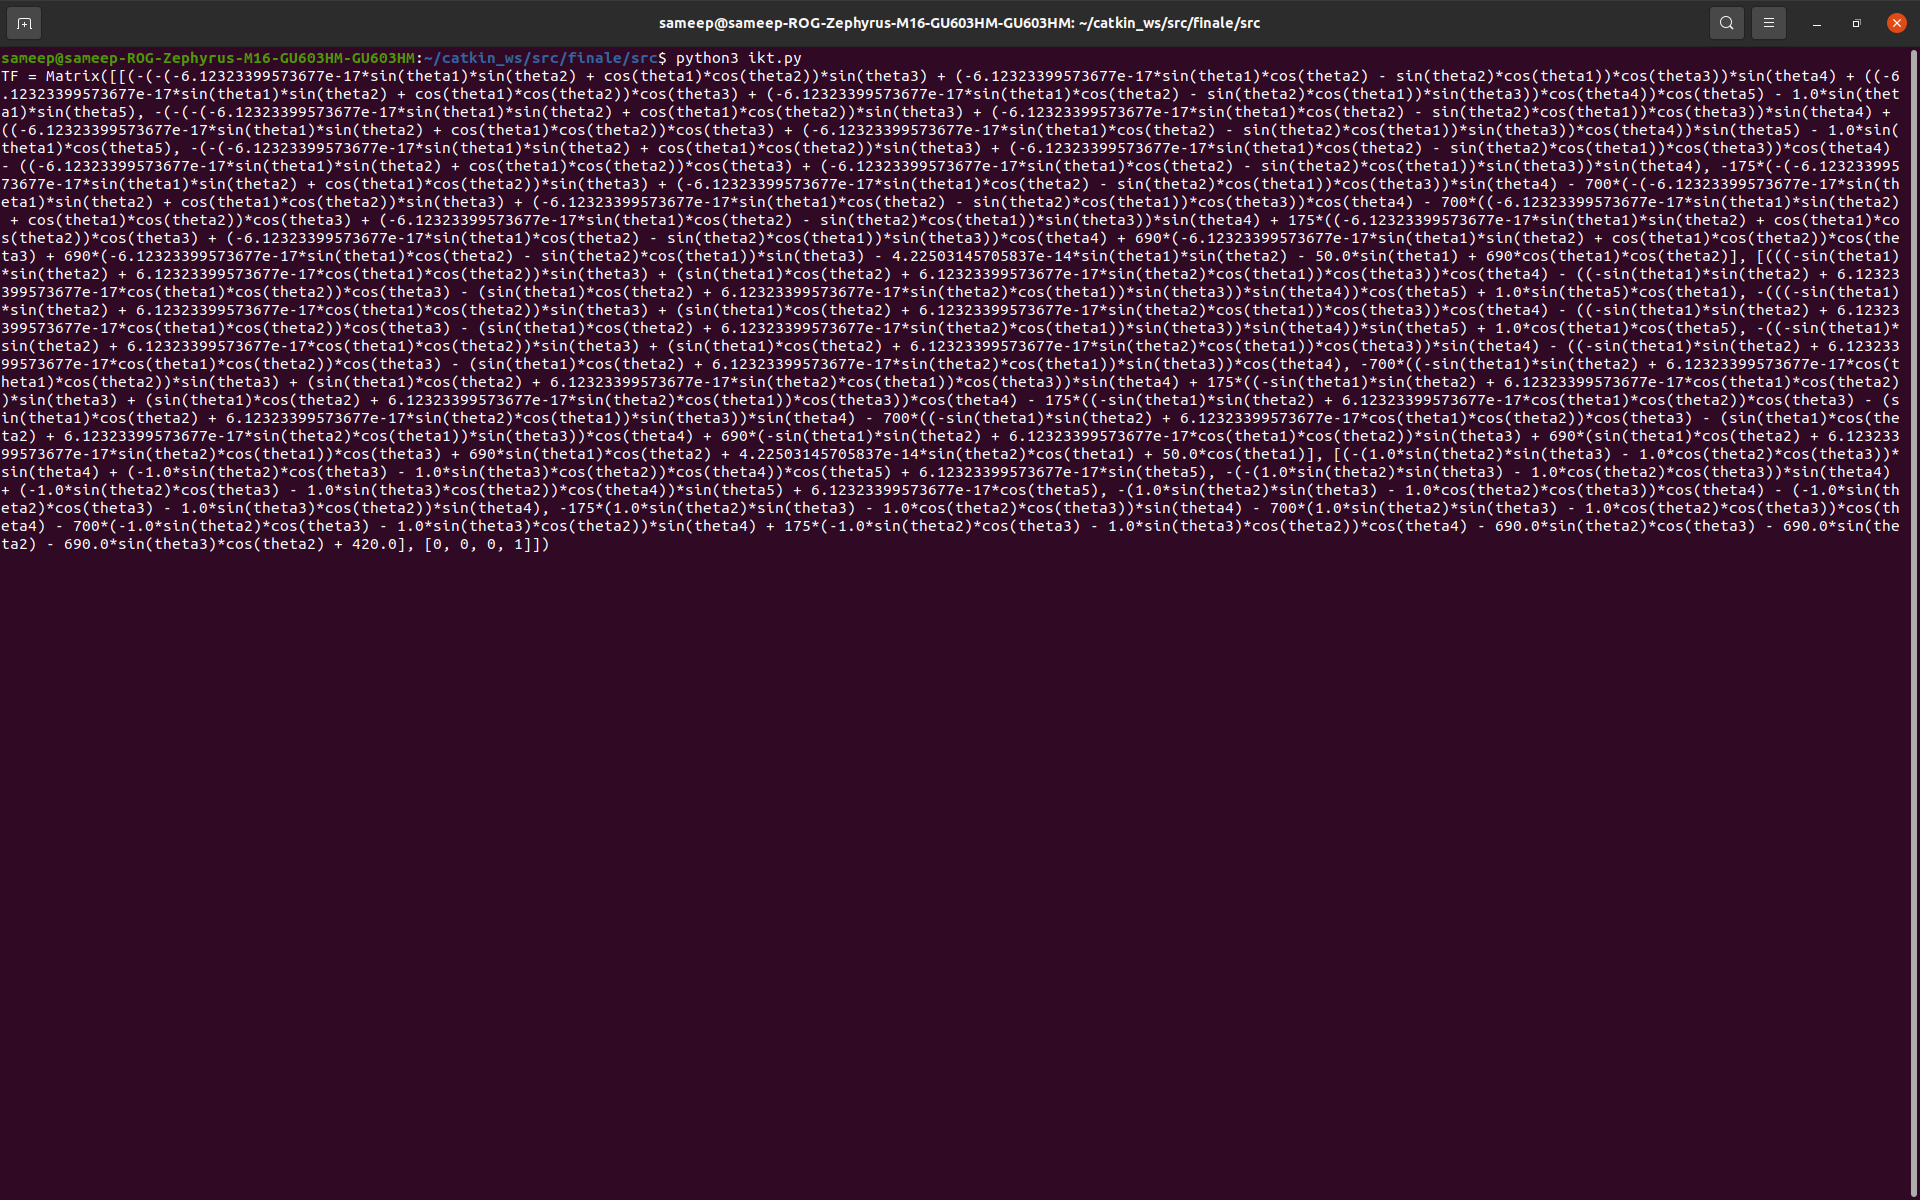 sameep@sameep-ROG-Zephyrus-M16-GU603HM-GU603HM: ~/catkin_ws/src/finale/src
sameep@sameep-ROG-Zephyrus-M16-GU603HM-GU603HM:~/catkin_ws/src/finale/src$ python3 ikt.py
TF = Matrix([[(-(-(-6.12323399573677e-17*sin(theta1)*sin(theta2) + cos(theta1)*cos(theta2))*sin(theta3) + (-6.12323399573677e-17*sin(theta1)*cos(theta2) - sin(theta2)*cos(theta1))*cos(theta3))*sin(theta4) + ((-6
.12323399573677e-17*sin(theta1)*sin(theta2) + cos(theta1)*cos(theta2))*cos(theta3) + (-6.12323399573677e-17*sin(theta1)*cos(theta2) - sin(theta2)*cos(theta1))*sin(theta3))*cos(theta4))*cos(theta5) - 1.0*sin(thet
a1)*sin(theta5), -(-(-(-6.12323399573677e-17*sin(theta1)*sin(theta2) + cos(theta1)*cos(theta2))*sin(theta3) + (-6.12323399573677e-17*sin(theta1)*cos(theta2) - sin(theta2)*cos(theta1))*cos(theta3))*sin(theta4) +
((-6.12323399573677e-17*sin(theta1)*sin(theta2) + cos(theta1)*cos(theta2))*cos(theta3) + (-6.12323399573677e-17*sin(theta1)*cos(theta2) - sin(theta2)*cos(theta1))*sin(theta3))*cos(theta4))*sin(theta5) - 1.0*sin(
theta1)*cos(theta5), -(-(-6.12323399573677e-17*sin(theta1)*sin(theta2) + cos(theta1)*cos(theta2))*sin(theta3) + (-6.12323399573677e-17*sin(theta1)*cos(theta2) - sin(theta2)*cos(theta1))*cos(theta3))*cos(theta4)
- ((-6.12323399573677e-17*sin(theta1)*sin(theta2) + cos(theta1)*cos(theta2))*cos(theta3) + (-6.12323399573677e-17*sin(theta1)*cos(theta2) - sin(theta2)*cos(theta1))*sin(theta3))*sin(theta4), -175*(-(-6.123233995
73677e-17*sin(theta1)*sin(theta2) + cos(theta1)*cos(theta2))*sin(theta3) + (-6.12323399573677e-17*sin(theta1)*cos(theta2) - sin(theta2)*cos(theta1))*cos(theta3))*sin(theta4) - 700*(-(-6.12323399573677e-17*sin(th
eta1)*sin(theta2) + cos(theta1)*cos(theta2))*sin(theta3) + (-6.12323399573677e-17*sin(theta1)*cos(theta2) - sin(theta2)*cos(theta1))*cos(theta3))*cos(theta4) - 700*((-6.12323399573677e-17*sin(theta1)*sin(theta2)
 + cos(theta1)*cos(theta2))*cos(theta3) + (-6.12323399573677e-17*sin(theta1)*cos(theta2) - sin(theta2)*cos(theta1))*sin(theta3))*sin(theta4) + 175*((-6.12323399573677e-17*sin(theta1)*sin(theta2) + cos(theta1)*co
s(theta2))*cos(theta3) + (-6.12323399573677e-17*sin(theta1)*cos(theta2) - sin(theta2)*cos(theta1))*sin(theta3))*cos(theta4) + 690*(-6.12323399573677e-17*sin(theta1)*sin(theta2) + cos(theta1)*cos(theta2))*cos(the
ta3) + 690*(-6.12323399573677e-17*sin(theta1)*cos(theta2) - sin(theta2)*cos(theta1))*sin(theta3) - 4.22503145705837e-14*sin(theta1)*sin(theta2) - 50.0*sin(theta1) + 690*cos(theta1)*cos(theta2)], [(((-sin(theta1)
*sin(theta2) + 6.12323399573677e-17*cos(theta1)*cos(theta2))*sin(theta3) + (sin(theta1)*cos(theta2) + 6.12323399573677e-17*sin(theta2)*cos(theta1))*cos(theta3))*cos(theta4) - ((-sin(theta1)*sin(theta2) + 6.12323
399573677e-17*cos(theta1)*cos(theta2))*cos(theta3) - (sin(theta1)*cos(theta2) + 6.12323399573677e-17*sin(theta2)*cos(theta1))*sin(theta3))*sin(theta4))*cos(theta5) + 1.0*sin(theta5)*cos(theta1), -(((-sin(theta1)
*sin(theta2) + 6.12323399573677e-17*cos(theta1)*cos(theta2))*sin(theta3) + (sin(theta1)*cos(theta2) + 6.12323399573677e-17*sin(theta2)*cos(theta1))*cos(theta3))*cos(theta4) - ((-sin(theta1)*sin(theta2) + 6.12323
399573677e-17*cos(theta1)*cos(theta2))*cos(theta3) - (sin(theta1)*cos(theta2) + 6.12323399573677e-17*sin(theta2)*cos(theta1))*sin(theta3))*sin(theta4))*sin(theta5) + 1.0*cos(theta1)*cos(theta5), -((-sin(theta1)*
sin(theta2) + 6.12323399573677e-17*cos(theta1)*cos(theta2))*sin(theta3) + (sin(theta1)*cos(theta2) + 6.12323399573677e-17*sin(theta2)*cos(theta1))*cos(theta3))*sin(theta4) - ((-sin(theta1)*sin(theta2) + 6.123233
99573677e-17*cos(theta1)*cos(theta2))*cos(theta3) - (sin(theta1)*cos(theta2) + 6.12323399573677e-17*sin(theta2)*cos(theta1))*sin(theta3))*cos(theta4), -700*((-sin(theta1)*sin(theta2) + 6.12323399573677e-17*cos(t
heta1)*cos(theta2))*sin(theta3) + (sin(theta1)*cos(theta2) + 6.12323399573677e-17*sin(theta2)*cos(theta1))*cos(theta3))*sin(theta4) + 175*((-sin(theta1)*sin(theta2) + 6.12323399573677e-17*cos(theta1)*cos(theta2)
)*sin(theta3) + (sin(theta1)*cos(theta2) + 6.12323399573677e-17*sin(theta2)*cos(theta1))*cos(theta3))*cos(theta4) - 175*((-sin(theta1)*sin(theta2) + 6.12323399573677e-17*cos(theta1)*cos(theta2))*cos(theta3) - (s
in(theta1)*cos(theta2) + 6.12323399573677e-17*sin(theta2)*cos(theta1))*sin(theta3))*sin(theta4) - 700*((-sin(theta1)*sin(theta2) + 6.12323399573677e-17*cos(theta1)*cos(theta2))*cos(theta3) - (sin(theta1)*cos(the
ta2) + 6.12323399573677e-17*sin(theta2)*cos(theta1))*sin(theta3))*cos(theta4) + 690*(-sin(theta1)*sin(theta2) + 6.12323399573677e-17*cos(theta1)*cos(theta2))*sin(theta3) + 690*(sin(theta1)*cos(theta2) + 6.123233
99573677e-17*sin(theta2)*cos(theta1))*cos(theta3) + 690*sin(theta1)*cos(theta2) + 4.22503145705837e-14*sin(theta2)*cos(theta1) + 50.0*cos(theta1)], [(-(1.0*sin(theta2)*sin(theta3) - 1.0*cos(theta2)*cos(theta3))*
sin(theta4) + (-1.0*sin(theta2)*cos(theta3) - 1.0*sin(theta3)*cos(theta2))*cos(theta4))*cos(theta5) + 6.12323399573677e-17*sin(theta5), -(-(1.0*sin(theta2)*sin(theta3) - 1.0*cos(theta2)*cos(theta3))*sin(theta4)
+ (-1.0*sin(theta2)*cos(theta3) - 1.0*sin(theta3)*cos(theta2))*cos(theta4))*sin(theta5) + 6.12323399573677e-17*cos(theta5), -(1.0*sin(theta2)*sin(theta3) - 1.0*cos(theta2)*cos(theta3))*cos(theta4) - (-1.0*sin(th
eta2)*cos(theta3) - 1.0*sin(theta3)*cos(theta2))*sin(theta4), -175*(1.0*sin(theta2)*sin(theta3) - 1.0*cos(theta2)*cos(theta3))*sin(theta4) - 700*(1.0*sin(theta2)*sin(theta3) - 1.0*cos(theta2)*cos(theta3))*cos(th
eta4) - 700*(-1.0*sin(theta2)*cos(theta3) - 1.0*sin(theta3)*cos(theta2))*sin(theta4) + 175*(-1.0*sin(theta2)*cos(theta3) - 1.0*sin(theta3)*cos(theta2))*cos(theta4) - 690.0*sin(theta2)*cos(theta3) - 690.0*sin(the
ta2) - 690.0*sin(theta3)*cos(theta2) + 420.0], [0, 0, 0, 1]])